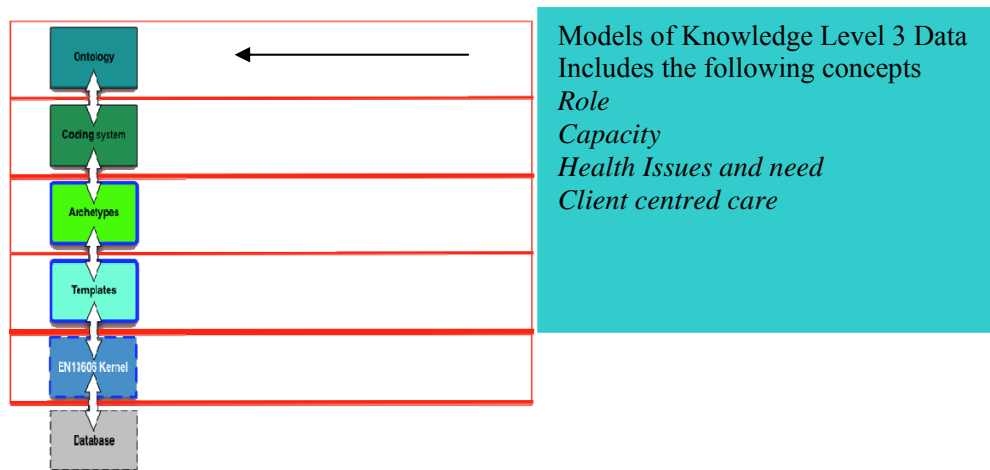 Ontology
Coding system
Archetypes
Templates
EN13606 Kernel
Database
Models of Knowledge Level 3 Data
Includes the following concepts
Role
Capacity
Health Issues and need
Client centred care